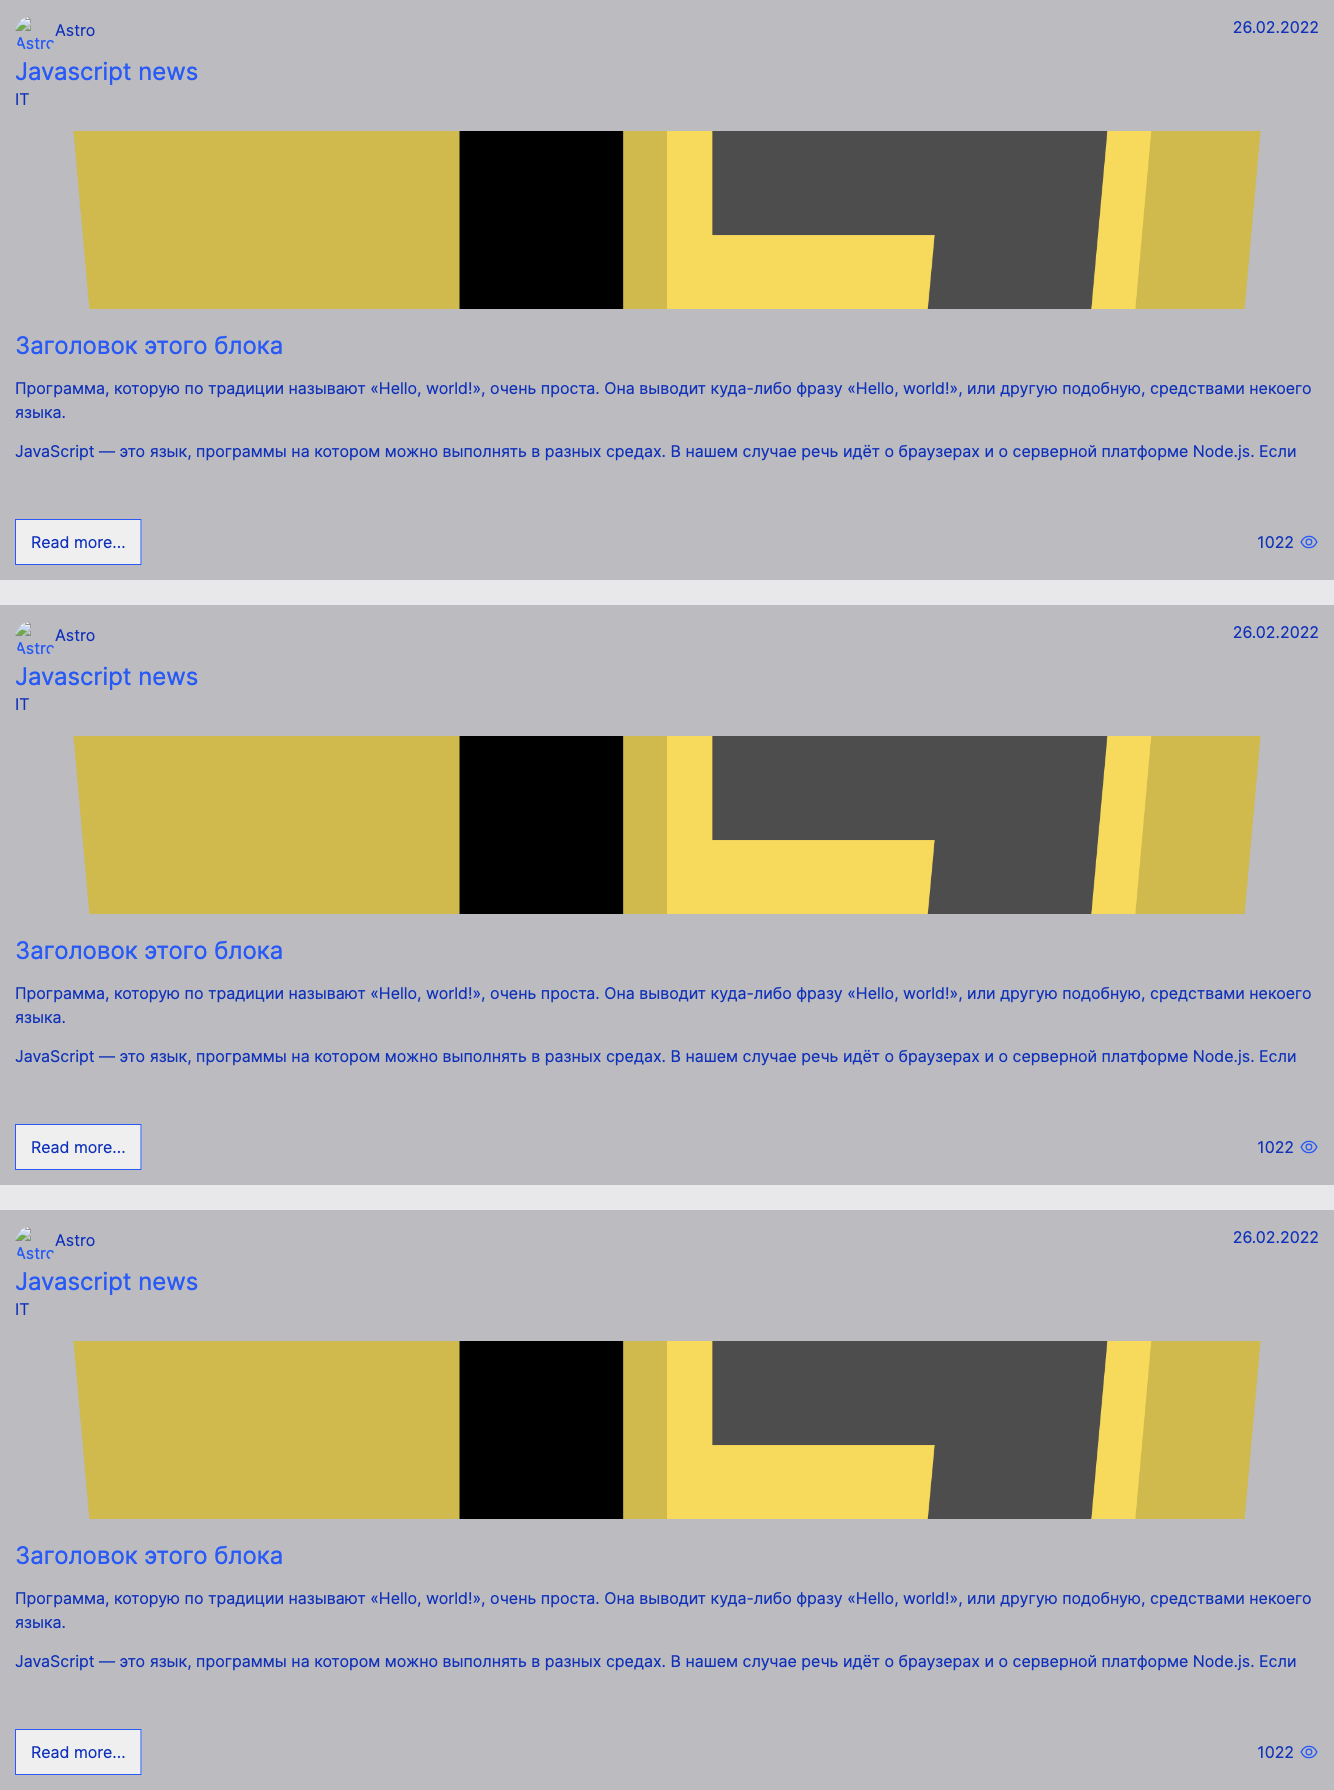 Astro
Astro
26.02.2022
Javascript news
IT
Заголовок этого блока
Программа, которую по традиции называют «Hello, world!», очень проста. Она выводит куда-либо фразу «Hello, world!», или другую подобную, средствами некоего
языка.
JavaScript — это язык, программы на котором можно выполнять в разных средах. В нашем случае речь идёт о браузерах и о серверной платформе Node.js. Если
Read more...
1022
Astro
Astro
26.02.2022
Javascript news
IT
Заголовок этого блока
Программа, которую по традиции называют «Hello, world!», очень проста. Она выводит куда-либо фразу «Hello, world!», или другую подобную, средствами некоего
языка.
JavaScript — это язык, программы на котором можно выполнять в разных средах. В нашем случае речь идёт о браузерах и о серверной платформе Node.js. Если
Read more...
1022
Astro
Astro
26.02.2022
Javascript news
IT
Заголовок этого блока
Программа, которую по традиции называют «Hello, world!», очень проста. Она выводит куда-либо фразу «Hello, world!», или другую подобную, средствами некоего
языка.
JavaScript — это язык, программы на котором можно выполнять в разных средах. В нашем случае речь идёт о браузерах и о серверной платформе Node.js. Если
Read more...
1022